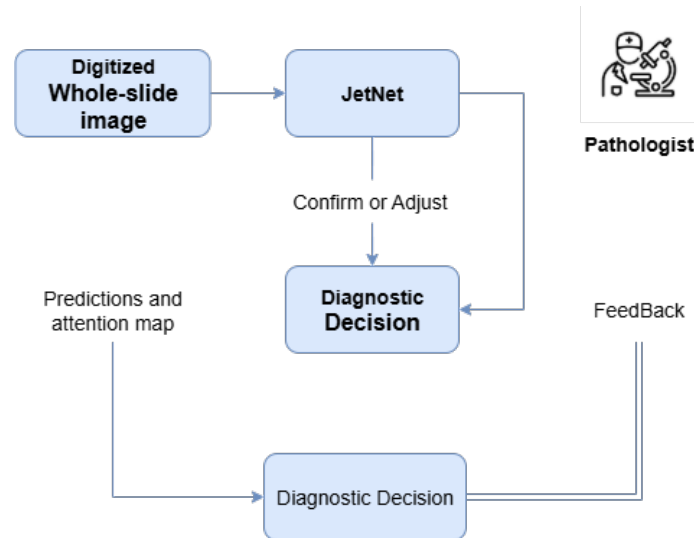 Digitized
Whole-slide
image
JetNet
Pathologist
Confirm or Adjust
Diagnostic
Decision
Predictions and
attention map
FeedBack
Diagnostic Decision